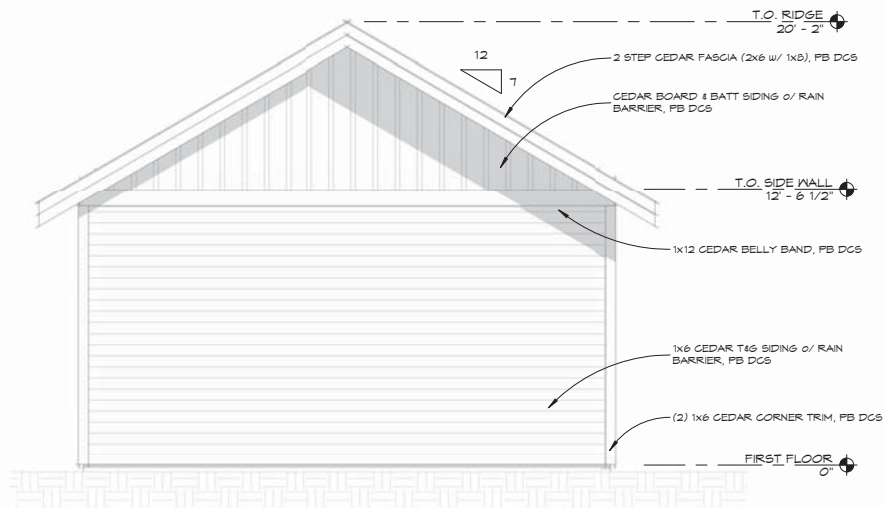 T.O. RIDGE
20' - 2"
12
7
2 STEP CEDAR FASCIA (2x6 W/ 1x8), PB DCS
CEDAR BOARD & BATT SIDING O/ RAIN
BARRIER, PB DCS
T.O. SIDE WALL
12' - 6 1/2"
1x12 CEDAR BELLY BAND, PB DCS
1x6 CEDAR T&G SIDING O/ RAIN
BARRIER, PB DCS
(2) 1x6 CEDAR CORNER TRIM, PB DCS
FIRST FLOOR
0"